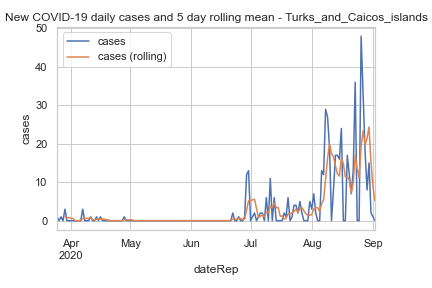 New COVID-19 daily cases and 5 day rolling mean - Turks_and_Caicos_islands
50
cases
cases (rolling)
40
30
cases
20
10
0
Apr
2020
May
Jun
Jul
Aug
Sep
dateRep